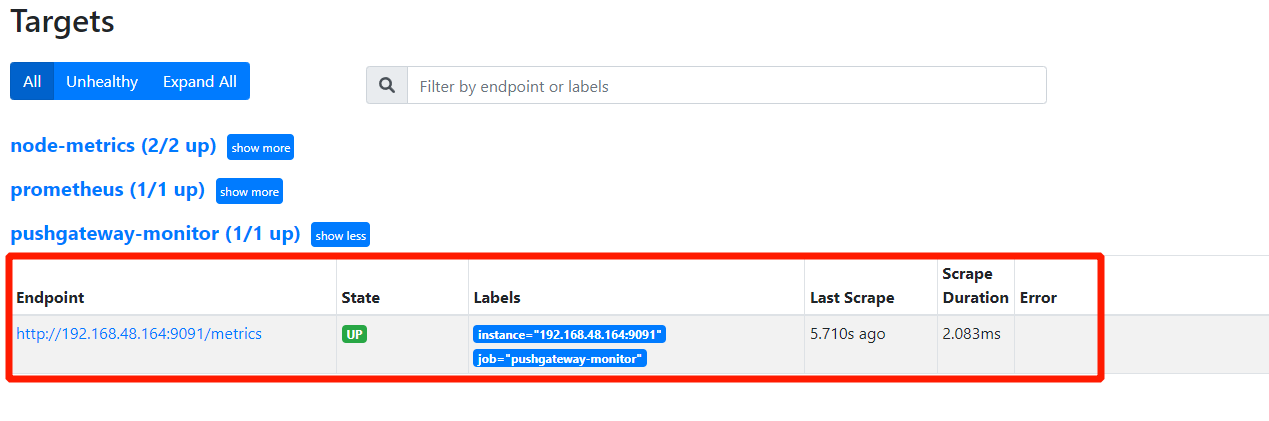 Targets
All Unhealthy Expand All Filter by endpoint or labels
node-metrics (2/2 up) show more
prometheus (1/1 up) show more
pushgateway-monitor (1/1 up) show less
Endpoint State Labels Last Scrape Scrape Duration Error
http://192.168.48.164:9091/metrics UP instance="192.168.48.164:9091" 5.710s ago 2.083ms
job="pushgateway-monitor"